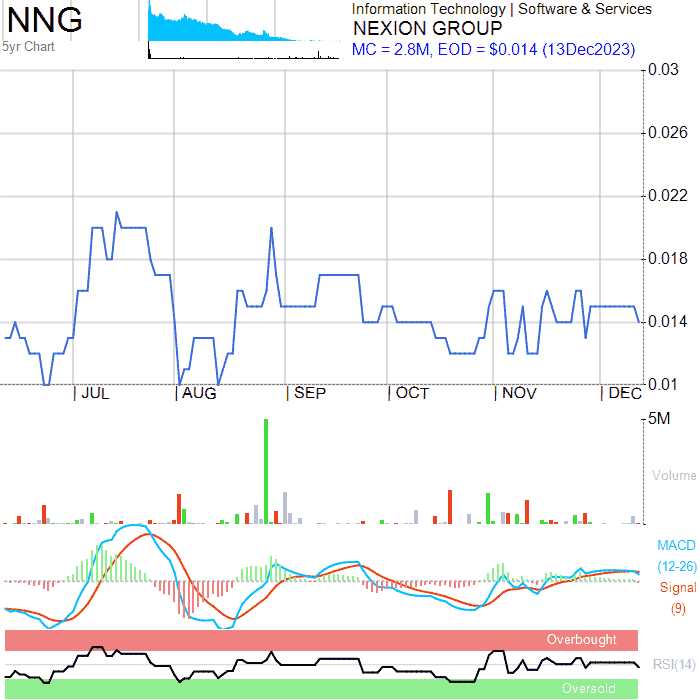 NNG
5yr Chart
Information Technology | Software & Services
NEXION GROUP
MC = 2.8M, EOD = $0.014 (13Dec2023)
0.03
0.026
0.022
0.018
0.014
0.01
| JUL | AUG | SEP | OCT | NOV | DEC
5M
Volume
MACD
(12-26)
Signal
(9)
Overbought
RSI(14)
Oversold